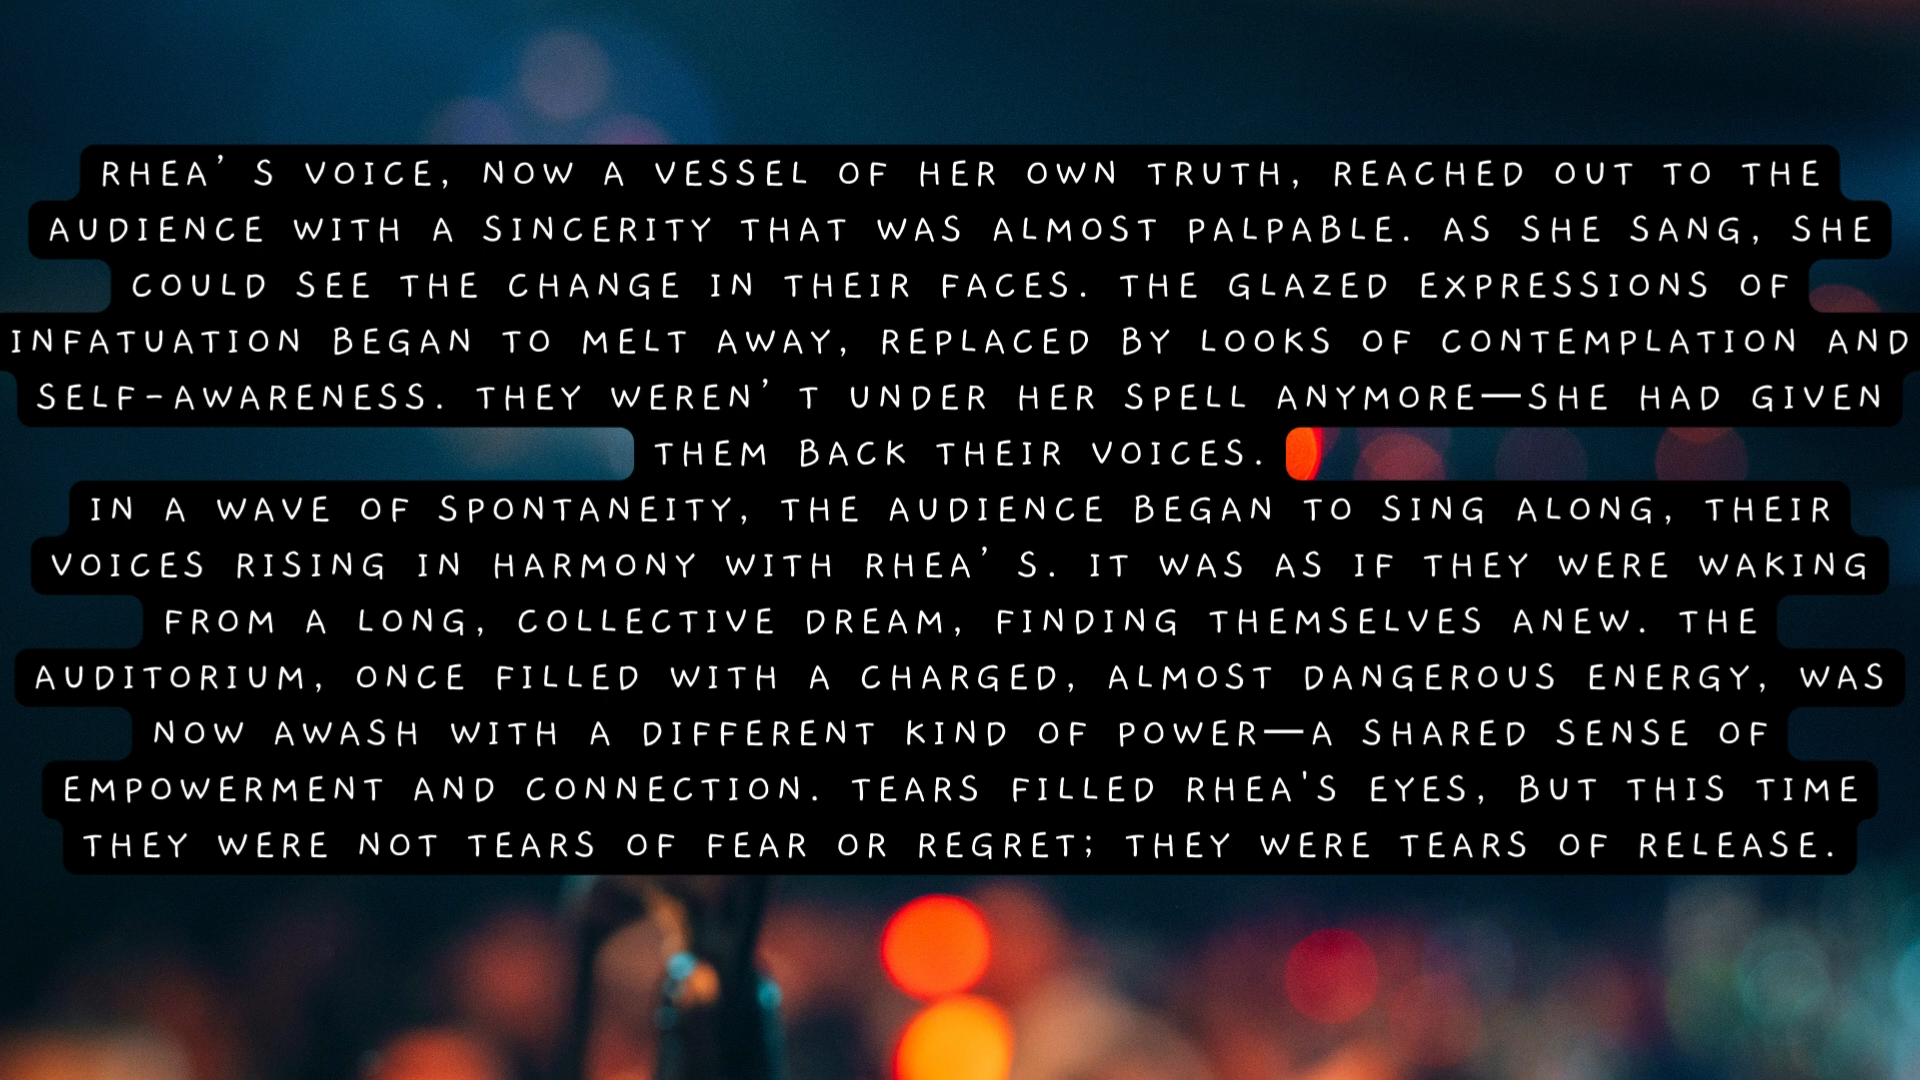 RHEA’ S VOICE, NOW A VESSEL OF HER OWN TRUTH, REACHED OUT TO THE
AUDIENCE WITH A SINCERITY THAT WAS ALMOST PALPABLE. AS SHE SANG, SHE
COULD SEE THE CHANGE IN THEIR FACES. THE GLAZED EXPRESSIONS OF
INFATUATION BEGAN TO MELT AWAY, REPLACED BY LOOKS OF CONTEMPLATION AND
SELF-AWARENESS. THEY WEREN’ T UNDER HER SPELL ANYMORE—SHE HAD GIVEN
THEM BACK THEIR VOICES.
IN A WAVE OF SPONTANEITY, THE AUDIENCE BEGAN TO SING ALONG, THEIR
VOICES RISING IN HARMONY WITH RHEA’ S. IT WAS AS IF THEY WERE WAKING
FROM A LONG, COLLECTIVE DREAM, FINDING THEMSELVES ANEW. THE
AUDITORIUM, ONCE FILLED WITH A CHARGED, ALMOST DANGEROUS ENERGY, WAS
NOW AWASH WITH A DIFFERENT KIND OF POWER—A SHARED SENSE OF
EMPOWERMENT AND CONNECTION. TEARS FILLED RHEA'S EYES, BUT THIS TIME
THEY WERE NOT TEARS OF FEAR OR REGRET; THEY WERE TEARS OF RELEASE.